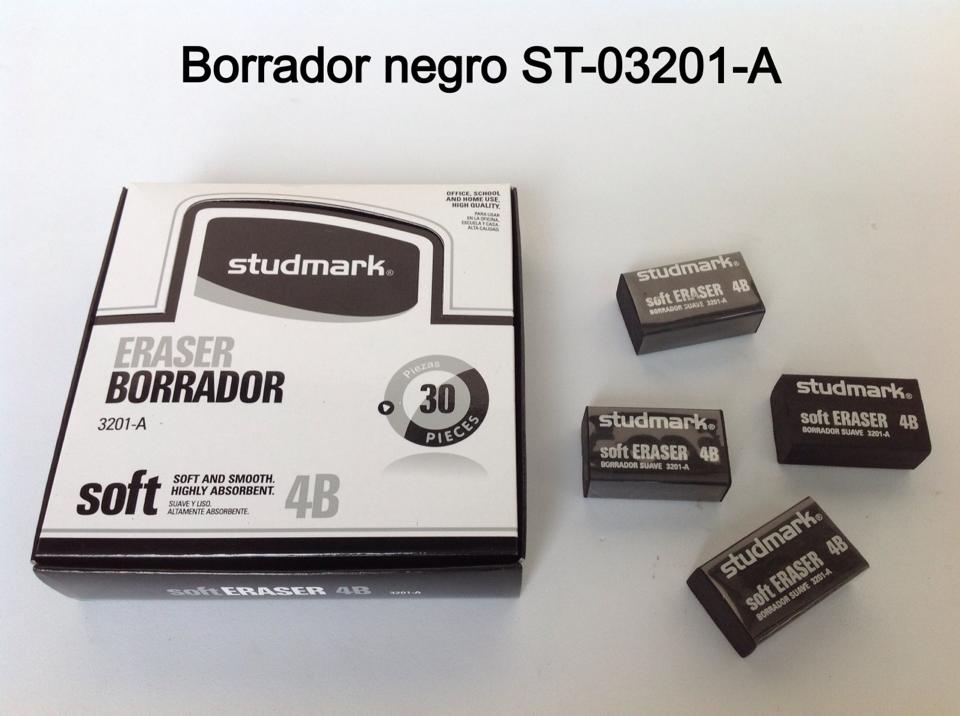 Borrador negro ST-03201-A
OFFICE, SCHOOL
AND HOME USE.
HIGH QUALITY.
PARA USAR
EN LA OFICINA,
ESCUELA Y CASA.
ALTA CALIDAD.
studmark®
ERASER
BORRADOR
3201-A
Piezas
30
PIECES
soft
SOFT AND SMOOTH.
HIGHLY ABSORBENT.
SUAVE Y LISO.
ALTAMENTE ABSORBENTE.
4B
soft ERASER 4B 3201-A
studmark®
soft ERASER 4B
BORRADOR SUAVE 3201-A
studmark®
soft ERASER 4B
BORRADOR SUAVE 3201-A
studmark®
soft ERASER 4B
BORRADOR SUAVE 3201-A
studmark®
soft ERASER 4B
BORRADOR SUAVE 3201-A